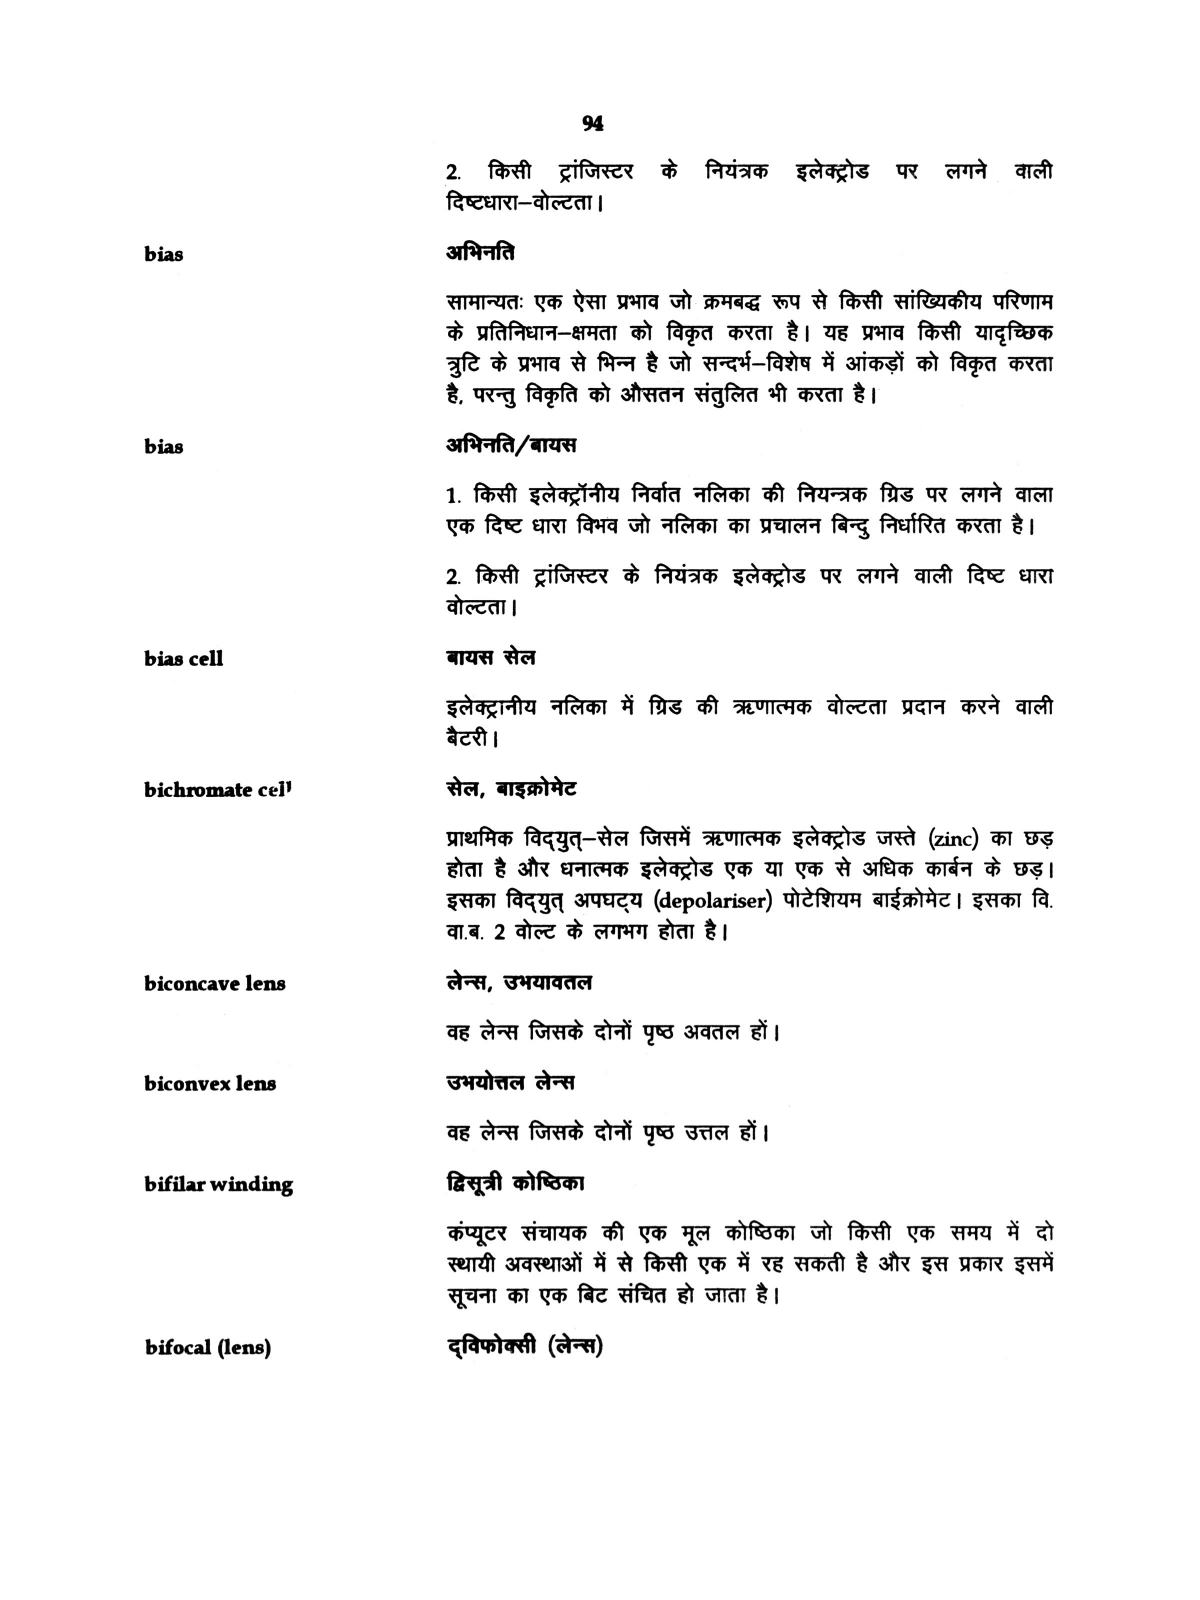 94
2. किसी ट्रांजिस्टर के नियंत्रक इलेक्ट्रोड पर लगने वाली
दिष्टधारा–वोल्टता।
bias अभिनति
सामान्यतः एक ऐसा प्रभाव जो क्रमबद्ध रूप से किसी सांख्यिकीय परिणाम
के प्रतिनिधान–क्षमता को विकृत करता है। यह प्रभाव किसी यादृच्छिक
त्रुटि के प्रभाव से भिन्न है जो सन्दर्भ–विशेष में आंकड़ों को विकृत करता
है, परन्तु विकृति को औसतन संतुलित भी करता है।
bias अभिनति/बायस
1. किसी इलेक्ट्रॉनीय निर्वात नलिका की नियन्त्रक ग्रिड पर लगने वाला
एक दिष्ट धारा विभव जो नलिका का प्रचालन बिन्दु निर्धारित करता है।
2. किसी ट्रांजिस्टर के नियंत्रक इलेक्ट्रोड पर लगने वाली दिष्ट धारा
वोल्टता।
bias cell बायस सेल
इलेक्ट्रानीय नलिका में ग्रिड की ऋणात्मक वोल्टता प्रदान करने वाली
बैटरी।
bichromate cell सेल, बाइक्रोमेट
प्राथमिक विद्‌युत्–सेल जिसमें ऋणात्मक इलेक्ट्रोड जस्ते (zinc) का छड़
होता है और धनात्मक इलेक्ट्रोड एक या एक से अधिक कार्बन के छड़।
इसका विद्‌युत् अपघट्‌य (depolariser) पोटेशियम बाईक्रोमेट। इसका वि.
वा.ब. 2 वोल्ट के लगभग होता है।
biconcave lens लेन्स, उभयावतल
वह लेन्स जिसके दोनों पृष्ठ अवतल हों।
biconvex lens उभयोत्तल लेन्स
वह लेन्स जिसके दोनों पृष्ठ उत्तल हों।
bifilar winding द्विसूत्री कोष्ठिका
कंप्यूटर संचायक की एक मूल कोष्ठिका जो किसी एक समय में दो
स्थायी अवस्थाओं में से किसी एक में रह सकती है और इस प्रकार इसमें
सूचना का एक बिट संचित हो जाता है।
bifocal (lens) द्‌विफोक्सी (लेन्स)